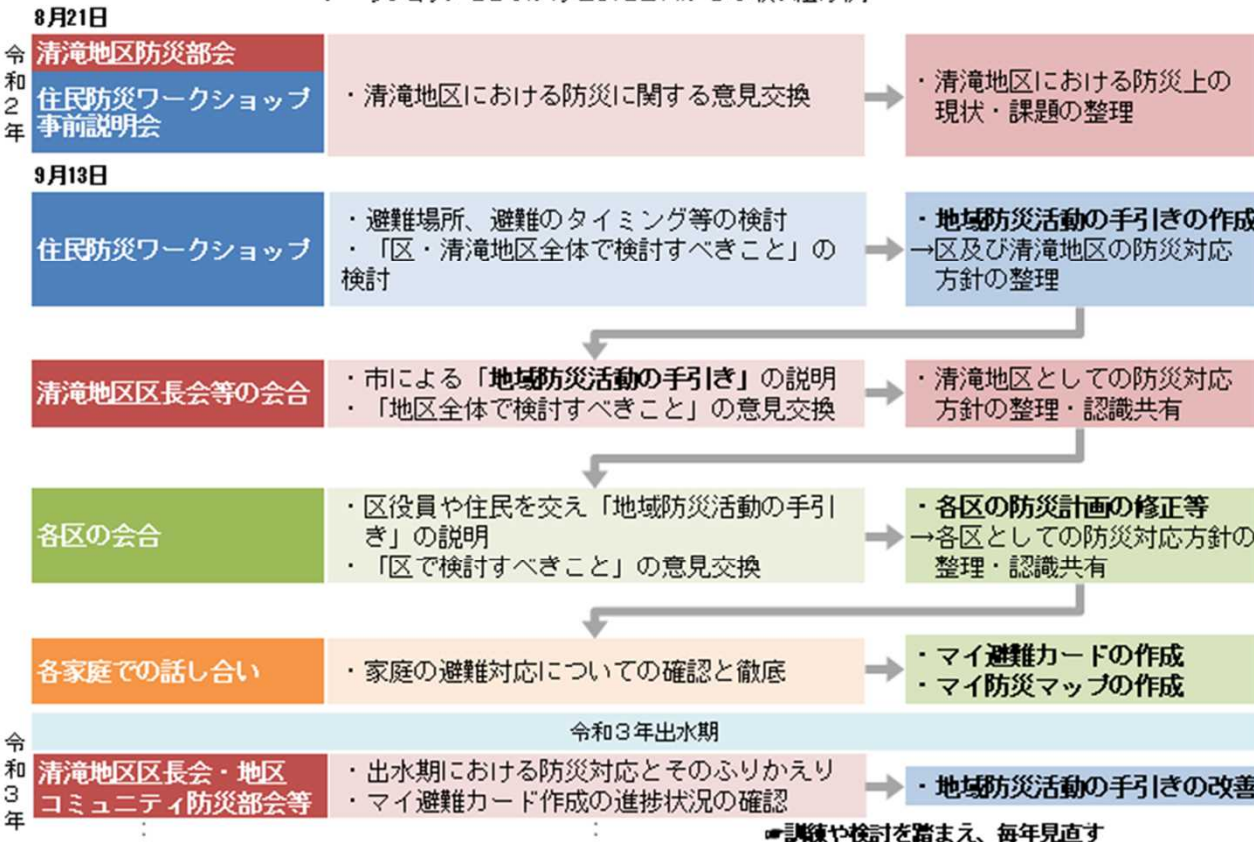 8月21日
令和2年
清滝地区防災部会
住民防災ワークショップ
事前説明会
・清滝地区における防災に関する意見交換
・清滝地区における防災上の
現状・課題の整理
9月13日
住民防災ワークショップ
・避難場所、避難のタイミング等の検討
・「区・清滝地区全体で検討すべきこと」の
検討
・地域防災活動の手引きの作成
→区及び清滝地区の防災対応
方針の整理
清滝地区区長会等の会合
・市による「地域防災活動の手引き」の説明
・「地区全体で検討すべきこと」の意見交換
・清滝地区としての防災対応
方針の整理・認識共有
各区の会合
・区役員や住民を交え「地域防災活動の手引
き」の説明
・「区で検討すべきこと」の意見交換
・各区の防災計画の修正等
→各区としての防災対応方針の
整理・認識共有
各家庭での話し合い
・家庭の避難対応についての確認と徹底
・マイ避難カードの作成
・マイ防災マップの作成
令和3年出水期
令和3年
清滝地区区長会・地区
コミュニティ防災部会等
・出水期における防災対応とそのふりかえり
・マイ避難カード作成の進捗状況の確認
・地域防災活動の手引きの改善
☛訓練や検討を踏まえ、毎年見直す